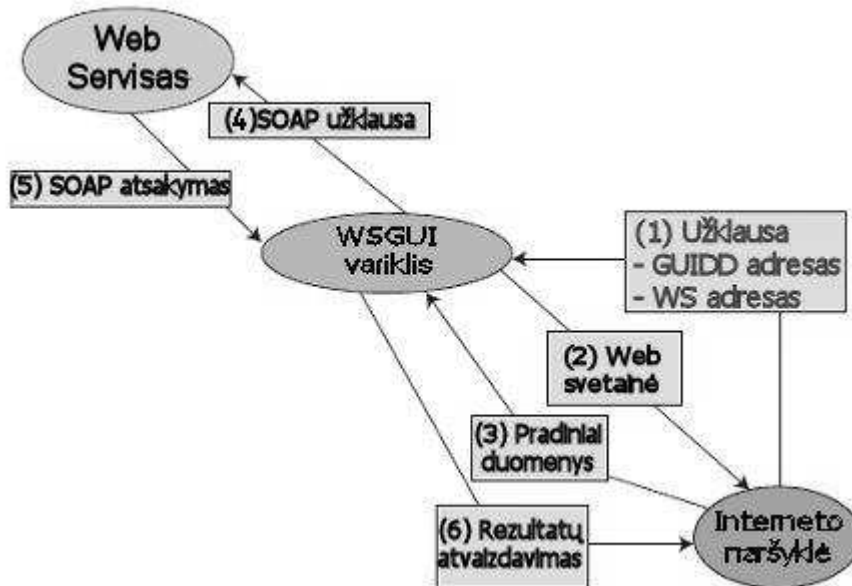 Web
Servisas
(4)SOAP užklausa
(5) SOAP atsakymas
WSGUI
variklis
(1) Užklausa
- GUIDD adresas
- WS adresas
(2) Web
svetainė
(3) Pradiniai
duomenys
(6) Rezultatų
atvaizdavimas
Interneto
naršyklė